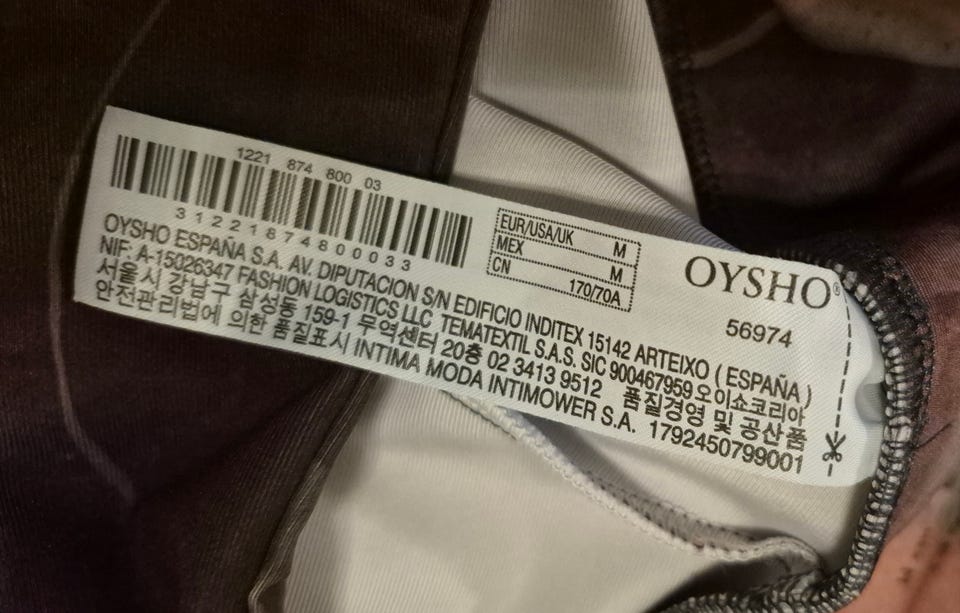 1221 874 800 03
3122187480033
EUR/USA/UK M
MEX M
CN 170/70A
OYSHO®
56974
OYSHO ESPAÑA S.A. AV. DIPUTACION S/N EDIFICIO INDITEX 15142 ARTEIXO ( ESPAÑA )
NIF: A-15026347 FASHION LOGISTICS LLC TEMATEXTIL S.A.S. SIC 900467959 오이쇼코리아
서울시 강남구 삼성동 159-1 무역센터 20층 02 3413 9512 품질경영 및 공산품
안전관리법에 의한 품질표시 INTIMA MODA INTIMOWER S.A. 1792450799001